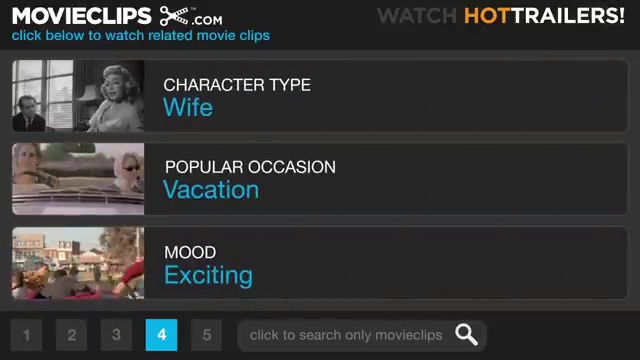 MOVIECLIPS .COM
WATCH HOTTRAILERS!
click below to watch related movie clips
CHARACTER TYPE
Wife
POPULAR OCCASION
Vacation
MOOD
Exciting
1 2 3 4 5
click to search only movieclips